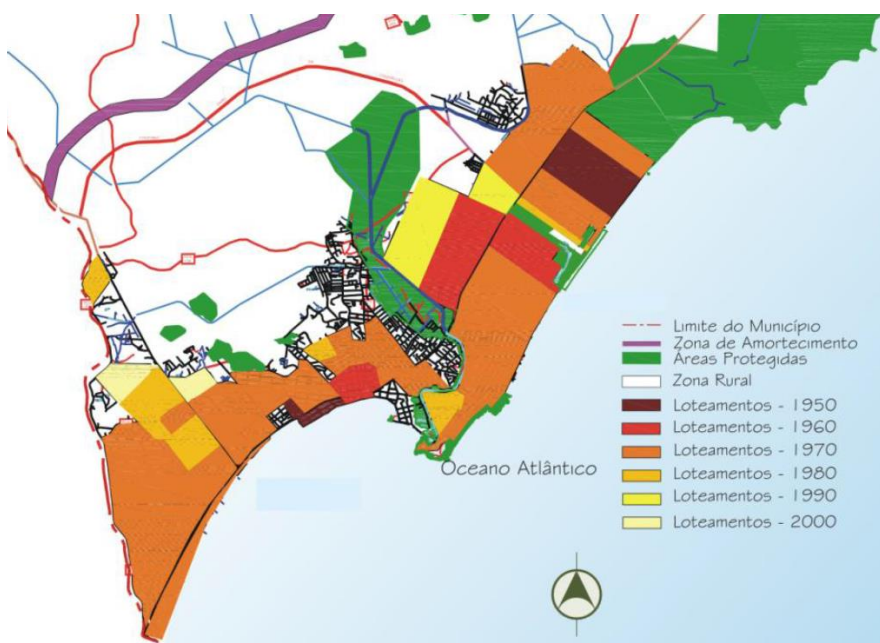 Oceano Atlântico
Limite do Município
Zona de Amortecimento
Áreas Protegidas
Zona Rural
Loteamentos - 1950
Loteamentos - 1960
Loteamentos - 1970
Loteamentos - 1980
Loteamentos - 1990
Loteamentos - 2000